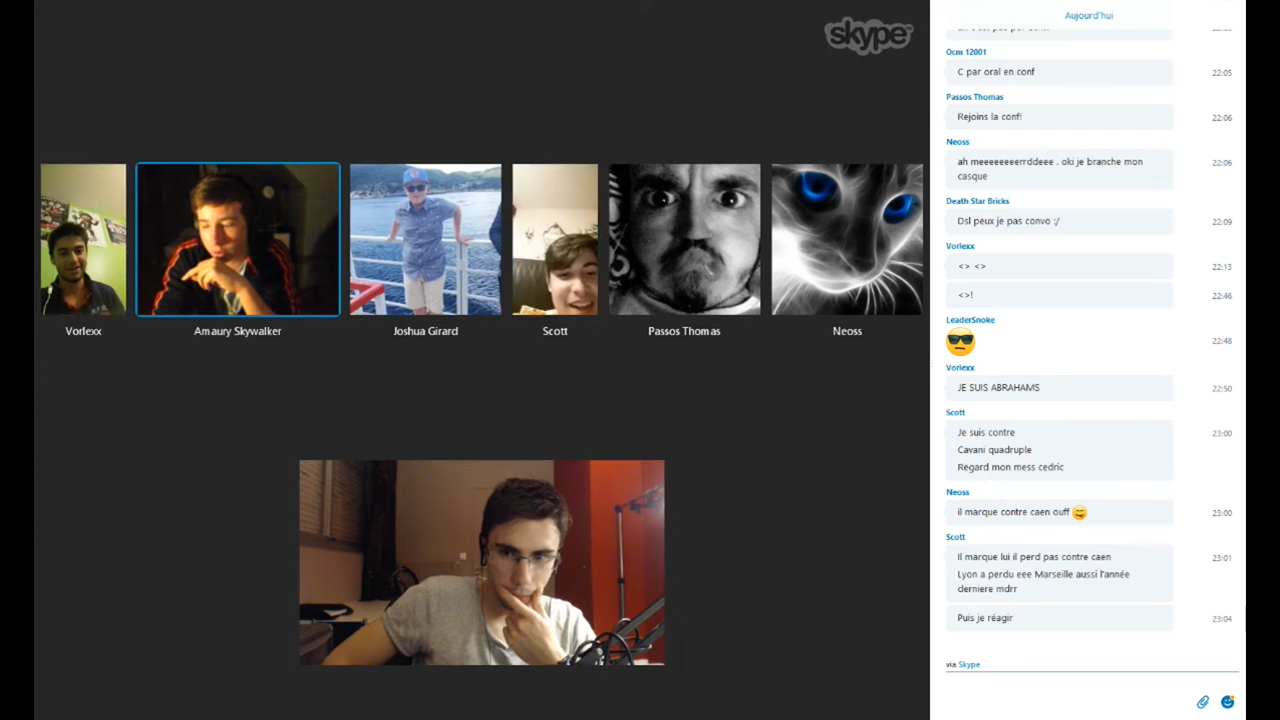 skype
Aujourd'hui
Ocm 12001
C par oral en conf
22:05
Passos Thomas
Rejoins la conf!
22:06
Neoss
ah meeeeeeerrddeee . oki je branche mon
casque
22:06
Death Star Bricks
Dsl peux je pas convo :/
22:09
Vorlexx
<> <>
22:13
<>!
22:46
LeaderSnoke
22:48
Vorlexx
JE SUIS ABRAHAMS
22:50
Scott
Je suis contre
23:00
Cavani quadruple
Regard mon mess cedric
Neoss
il marque contre caen ouff
23:00
Scott
Il marque lui il perd pas contre caen
23:01
Lyon a perdu eee Marseille aussi l'année
derniere mdrr
Puis je réagir
23:04
via Skype
Vorlexx
Amaury Skywalker
Joshua Girard
Scott
Passos Thomas
Neoss